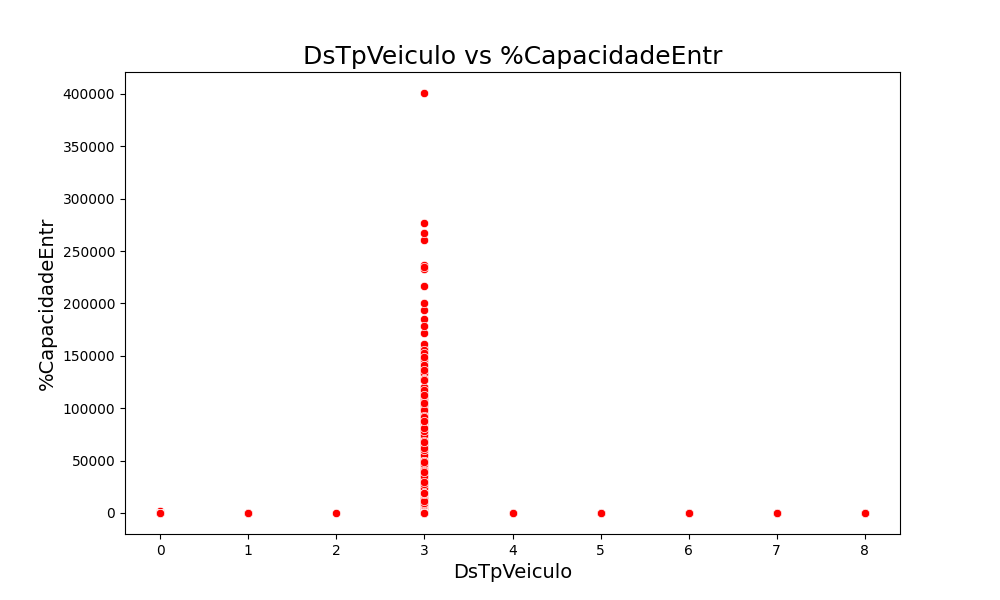 DsTpVeiculo vs %CapacidadeEntr
400000
350000
300000
250000
200000
150000
100000
50000
0
%CapacidadeEntr
0 1 2 3 4 5 6 7 8
DsTpVeiculo